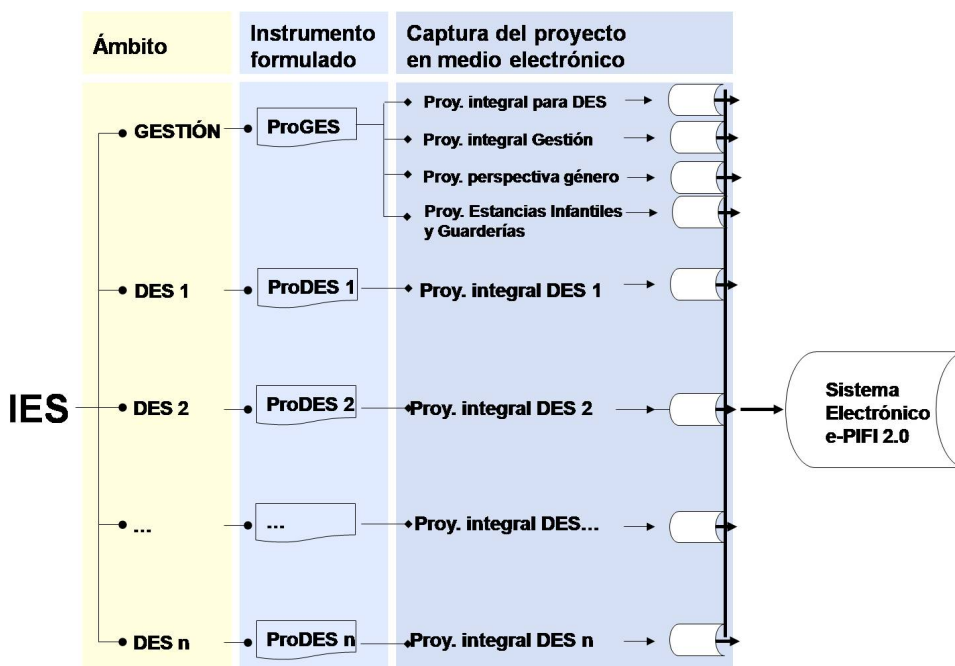 Ámbito
Instrumento
formulado
Captura del proyecto
en medio electrónico
GESTIÓN
ProGES
Proy. integral para DES
Proy. integral Gestión
Proy. perspectiva género
Proy. Estancias Infantiles
y Guarderías
DES 1
ProDES 1
Proy. integral DES 1
IES
DES 2
ProDES 2
Proy. integral DES 2
Sistema
Electrónico
e-PIFI 2.0
...
...
Proy. integral DES...
DES n
ProDES n
Proy. integral DES n